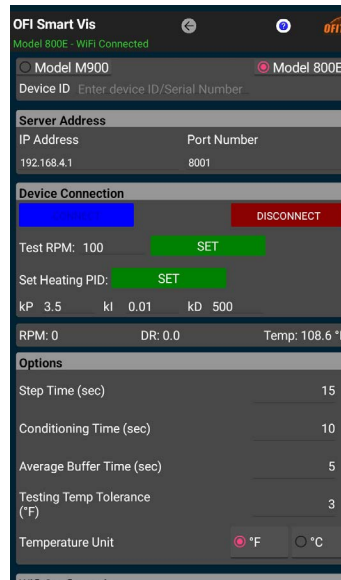 OFI Smart Vis
Model 800E - WiFi Connected
Model M900 Model 800E
Device ID Enter device ID/Serial Number
Server Address
IP Address Port Number
192.168.4.1 8001
Device Connection
DISCONNECT
Test RPM: 100 SET
Set Heating PID: SET
kP 3.5 kI 0.01 kD 500
RPM: 0 DR: 0.0 Temp: 108.6 °
Options
Step Time (sec) 15
Conditioning Time (sec) 10
Average Buffer Time (sec) 5
Testing Temp Tolerance
(°F) 3
Temperature Unit °F °C